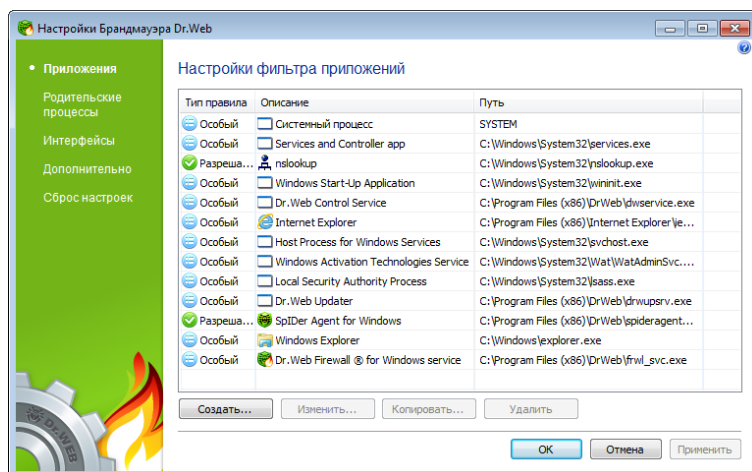 Настройки Брандмауэра Dr.Web
Приложения
Родительские
процессы
Интерфейсы
Дополнительно
Сброс настроек
Настройки фильтра приложений
Тип правила Описание Путь
Особый Системный процесс SYSTEM
Особый Services and Controller app C:\Windows\System32\services.exe
Разреша... nslookup C:\Windows\System32\nslookup.exe
Особый Windows Start-Up Application C:\Windows\System32\wininit.exe
Особый Dr.Web Control Service C:\Program Files (x86)\DrWeb\dwservice.exe
Особый Internet Explorer C:\Program Files (x86)\Internet Explorer\ie...
Особый Host Process for Windows Services C:\Windows\System32\svchost.exe
Особый Windows Activation Technologies Service C:\Windows\System32\Wat\WatAdminSvc....
Особый Local Security Authority Process C:\Windows\System32\lsass.exe
Особый Dr.Web Updater C:\Program Files (x86)\DrWeb\drwupsrv.exe
Разреша... SpIDer Agent for Windows C:\Program Files (x86)\DrWeb\spideragent...
Особый Windows Explorer C:\Windows\explorer.exe
Особый Dr.Web Firewall ® for Windows service C:\Program Files (x86)\DrWeb\frwl_svc.exe
Создать... Изменить... Копировать... Удалить
Dr.WEB
OK Отмена Применить